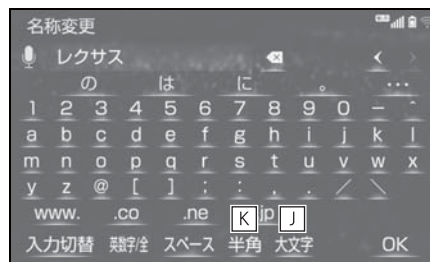 名称変更
レクサス
の は に 。 …
1 2 3 4 5 6 7 8 9 0 - ^
a b c d e f g h i j k l
m n o p q r s t u v w x
y z @ [ ] ; : , . / \
www. .co .ne .jp
K J
入力切替 英数字/全 スペース 半角 大文字 OK